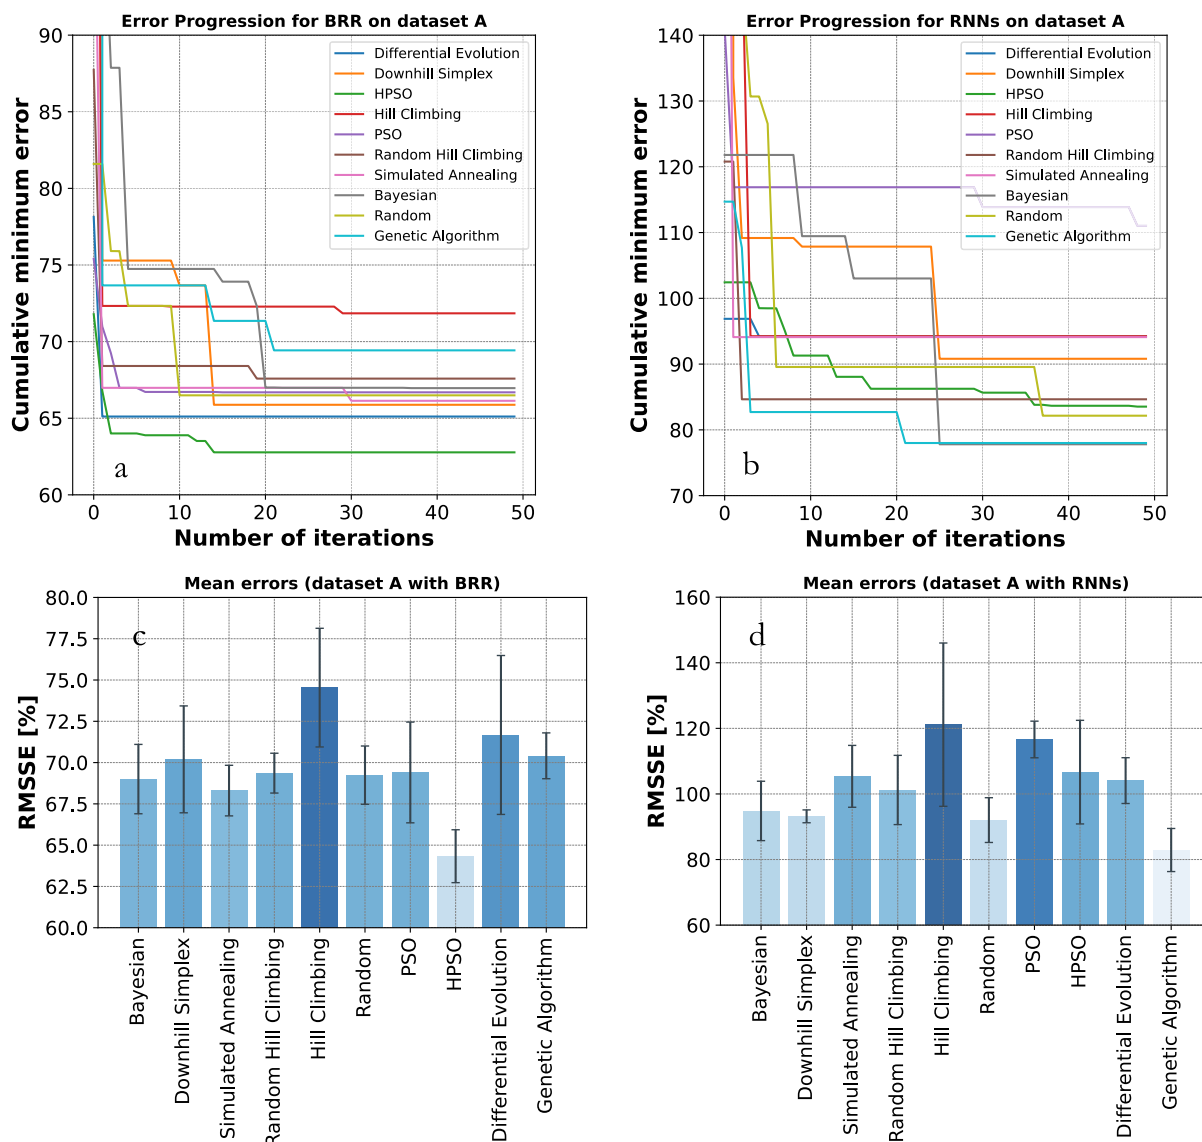 Error Progression for BRR on dataset A
Cumulative minimum error
90
85
80
75
70
65
60
Differential Evolution
Downhill Simplex
HPSO
Hill Climbing
PSO
Random Hill Climbing
Simulated Annealing
Bayesian
Random
Genetic Algorithm
a
0 10 20 30 40 50
Number of iterations
Error Progression for RNNs on dataset A
Cumulative minimum error
140
130
120
110
100
90
80
70
Differential Evolution
Downhill Simplex
HPSO
Hill Climbing
PSO
Random Hill Climbing
Simulated Annealing
Bayesian
Random
Genetic Algorithm
b
0 10 20 30 40 50
Number of iterations
Mean errors (dataset A with BRR)
RMSSE [%]
80.0
77.5
75.0
72.5
70.0
67.5
65.0
62.5
60.0
c
Bayesian
Downhill Simplex
Simulated Annealing
Random Hill Climbing
Hill Climbing
Random
PSO
HPSO
Differential Evolution
Genetic Algorithm
Mean errors (dataset A with RNNs)
RMSSE [%]
160
140
120
100
80
60
d
Bayesian
Downhill Simplex
Simulated Annealing
Random Hill Climbing
Hill Climbing
Random
PSO
HPSO
Differential Evolution
Genetic Algorithm